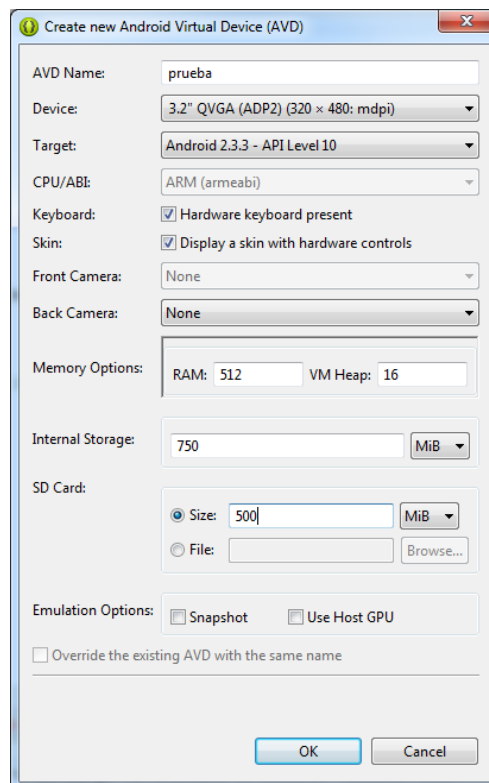 Create new Android Virtual Device (AVD)
AVD Name: prueba
Device: 3.2" QVGA (ADP2) (320 × 480: mdpi)
Target: Android 2.3.3 - API Level 10
CPU/ABI: ARM (armeabi)
Keyboard: Hardware keyboard present
Skin: Display a skin with hardware controls
Front Camera: None
Back Camera: None
Memory Options: RAM: 512 VM Heap: 16
Internal Storage: 750 MiB
SD Card:
Size: 500 MiB
File: Browse...
Emulation Options: Snapshot Use Host GPU
Override the existing AVD with the same name
OK Cancel